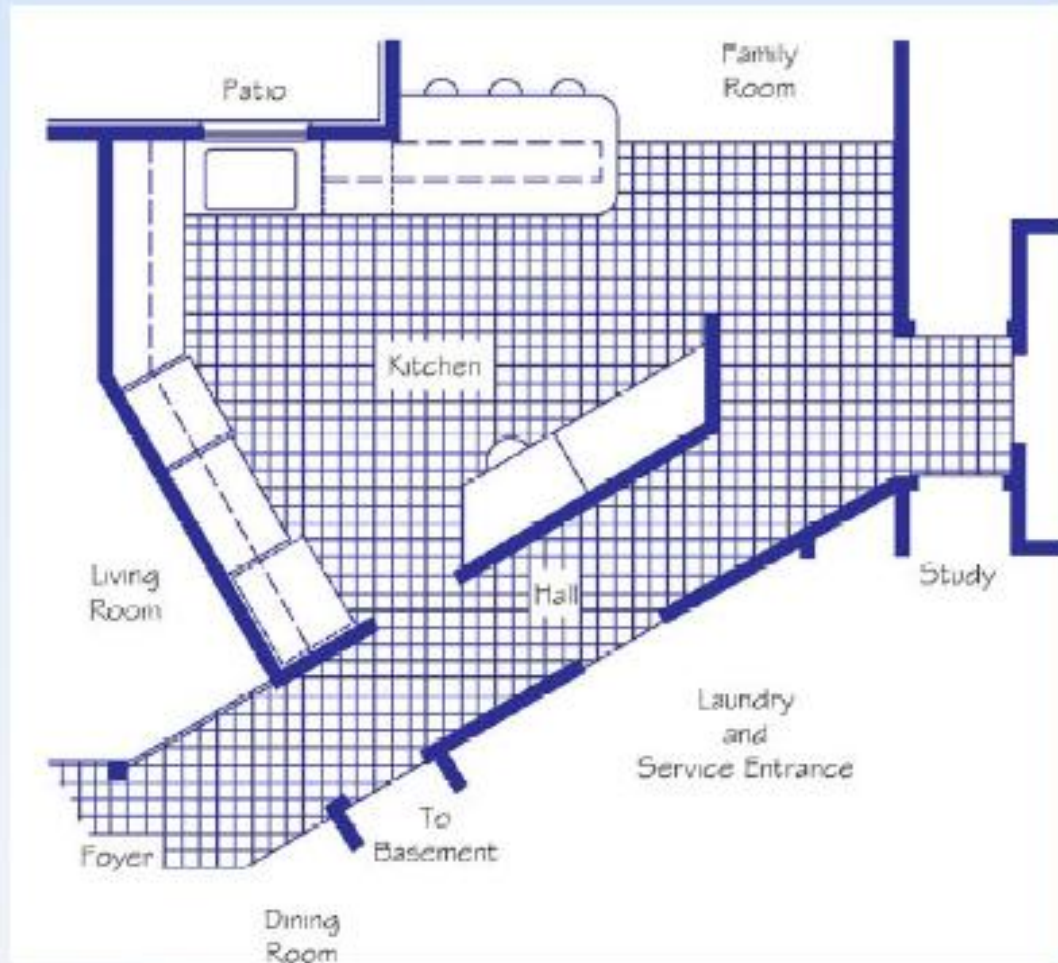 Family
Room
Patio
Kitchen
Living
Room
Hall
Study
Laundry
and
Service Entrance
To
Basement
Foyer
Dining
Room